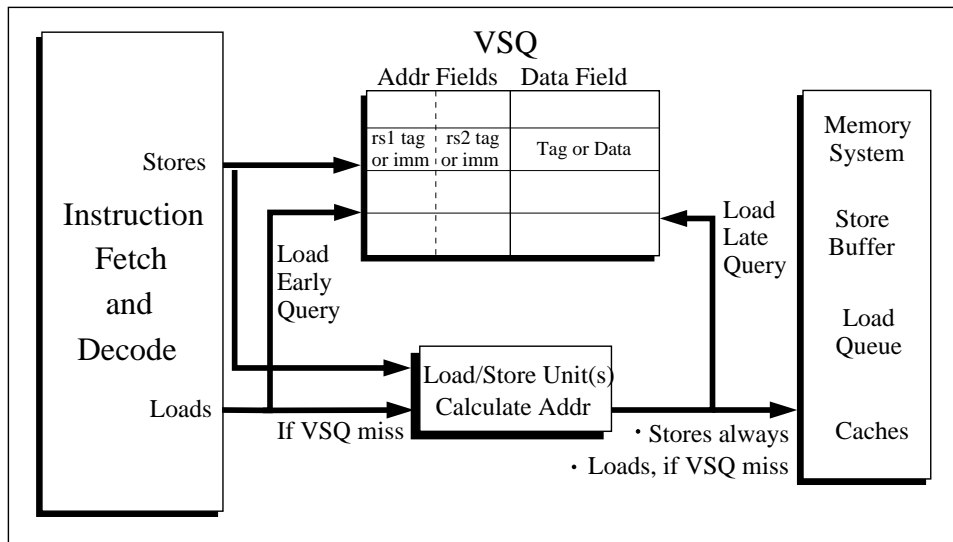 VSQ
Addr Fields Data Field
rs1 tag
or imm
rs2 tag
or imm
Tag or Data
Stores
Instruction
Fetch
and
Decode
Loads
Load
Early
Query
If VSQ miss
Load/Store Unit(s)
Calculate Addr
Load
Late
Query
· Stores always
· Loads, if VSQ miss
Memory
System
Store
Buffer
Load
Queue
Caches